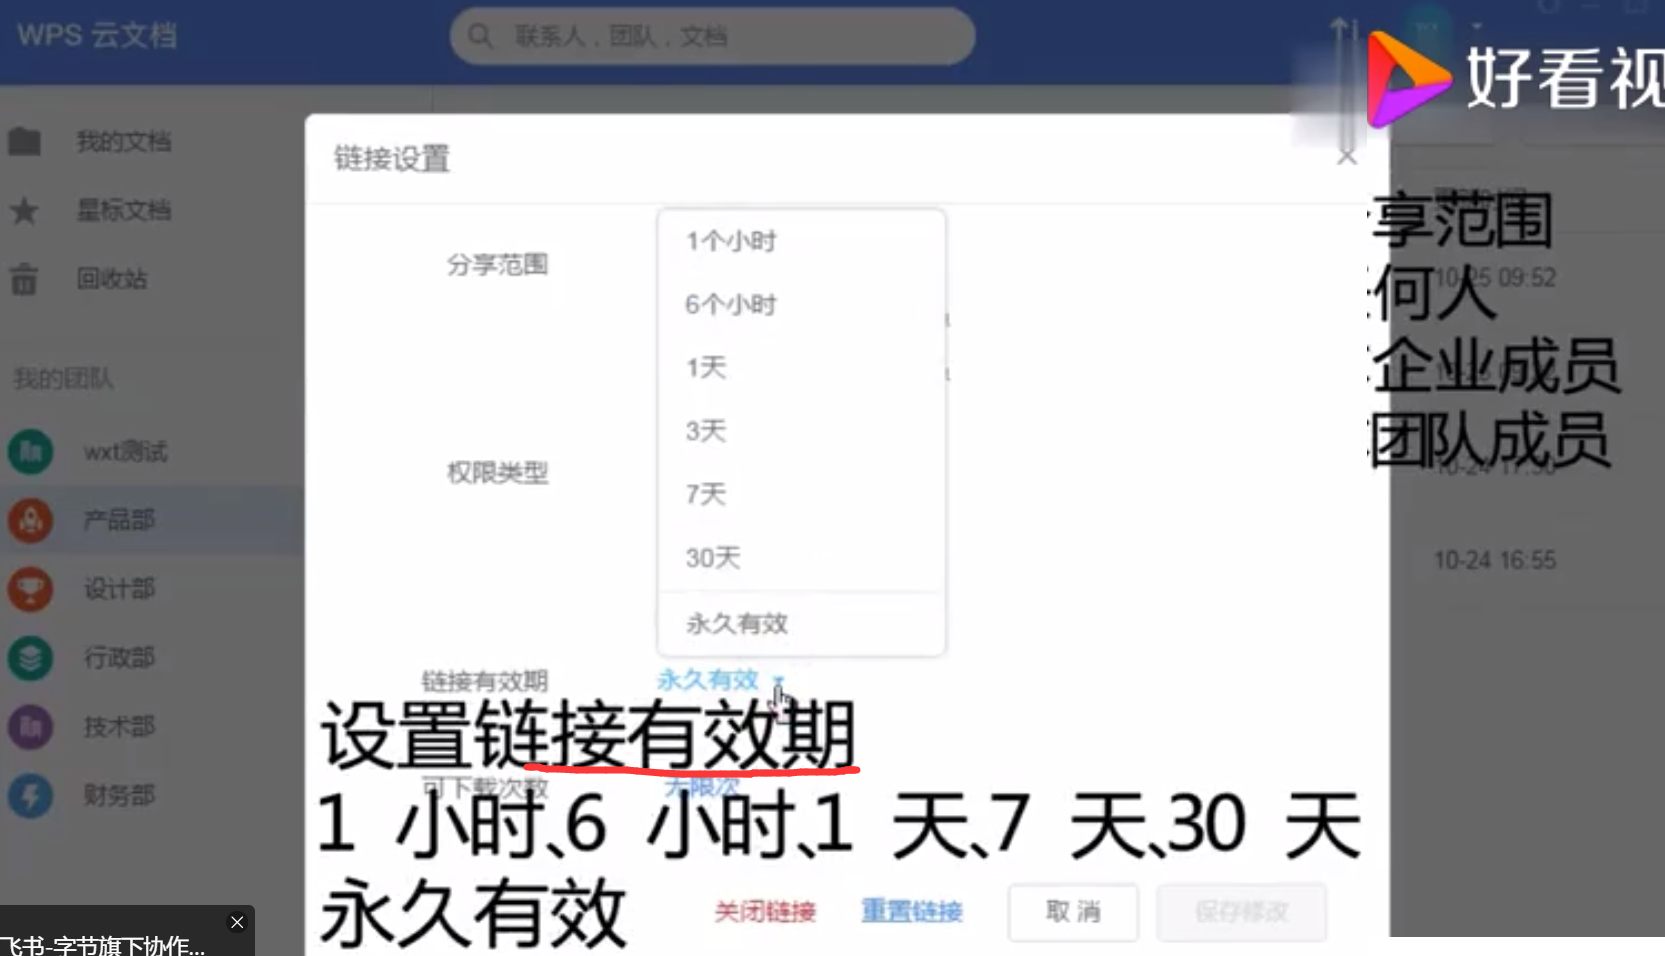 WPS 云文档
联系人，团队，文档
好看视
我的文档
星标文档
回收站
我的团队
wxt测试
产品部
设计部
行政部
技术部
财务部
链接设置
分享范围
1个小时
6个小时
1天
3天
7天
30天
永久有效
权限类型
链接有效期
永久有效
可下载次数
无限次
设置链接有效期
1 小时、6 小时、1 天、7 天、30 天
永久有效
关闭链接
重置链接
取消
保存修改
享范围
何人
企业成员
团队成员
10-25 09:52
10-24 16:55
飞书-字节旗下协作...